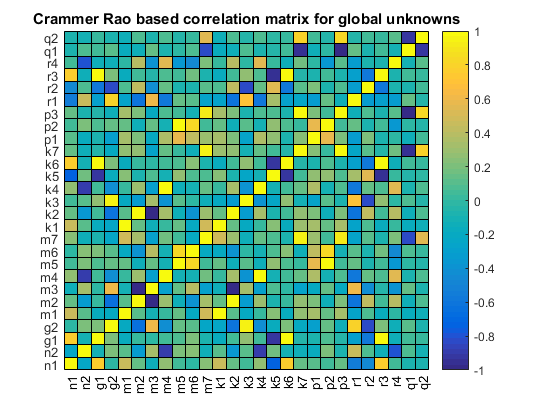 Crammer Rao based correlation matrix for global unknowns
q2
q1
r4
r3
r2
r1
p3
p2
p1
k7
k6
k5
k4
k3
k2
k1
m7
m6
m5
m4
m3
m2
m1
g2
g1
n2
n1
n1 n2 g1 g2 m1 m2 m3 m4 m5 m6 m7 k1 k2 k3 k4 k5 k6 k7 p1 p2 p3 r1 r2 r3 r4 q1 q2
1
0.8
0.6
0.4
0.2
0
-0.2
-0.4
-0.6
-0.8
-1